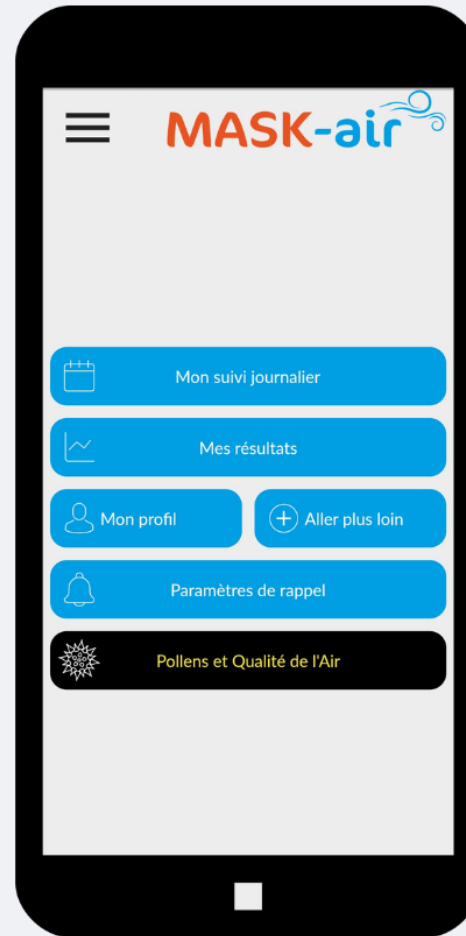 MASK-air
Mon suivi journalier
Mes résultats
Mon profil
Aller plus loin
Paramètres de rappel
Pollens et Qualité de l'Air